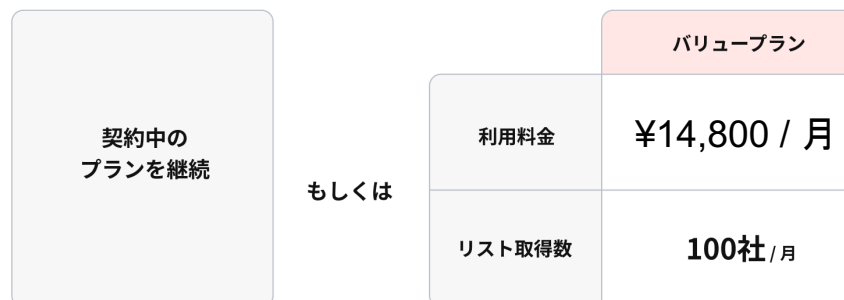 契約中の
プランを継続
もしくは
バリュープラン
利用料金
¥14,800 / 月
リスト取得数
100社 / 月